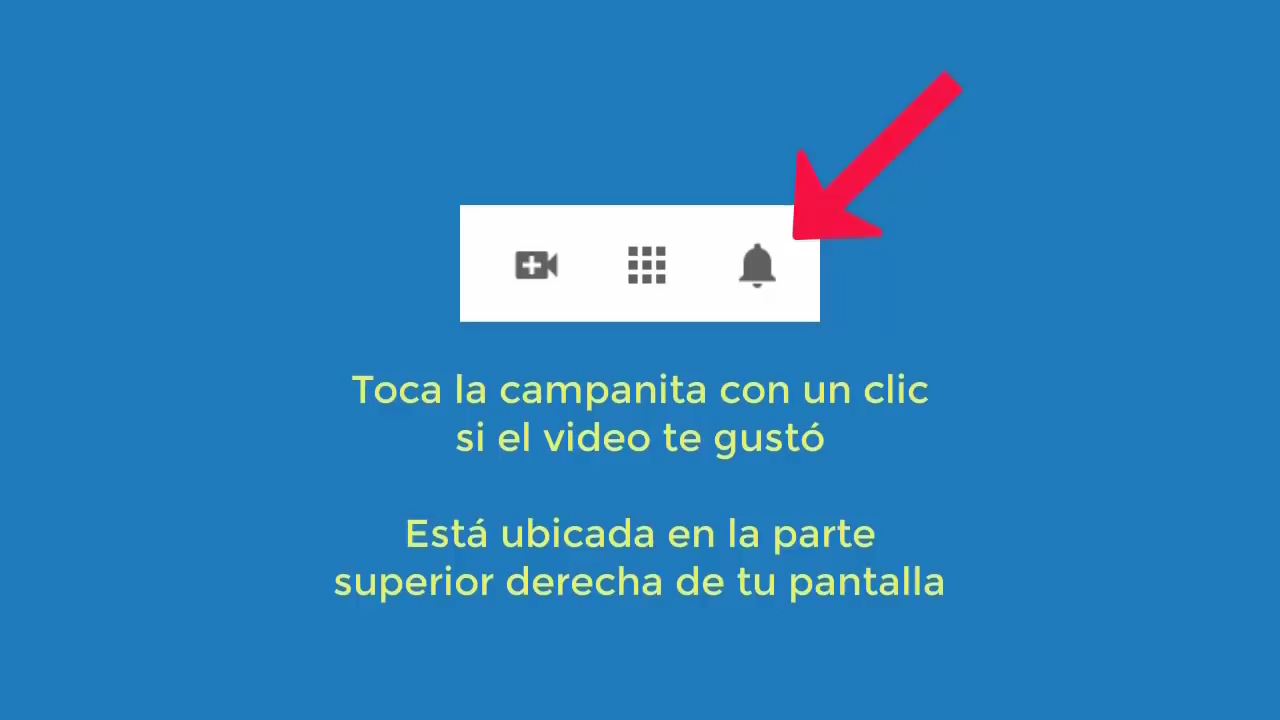 Toca la campanita con un clic
si el video te gustó
Está ubicada en la parte
superior derecha de tu pantalla